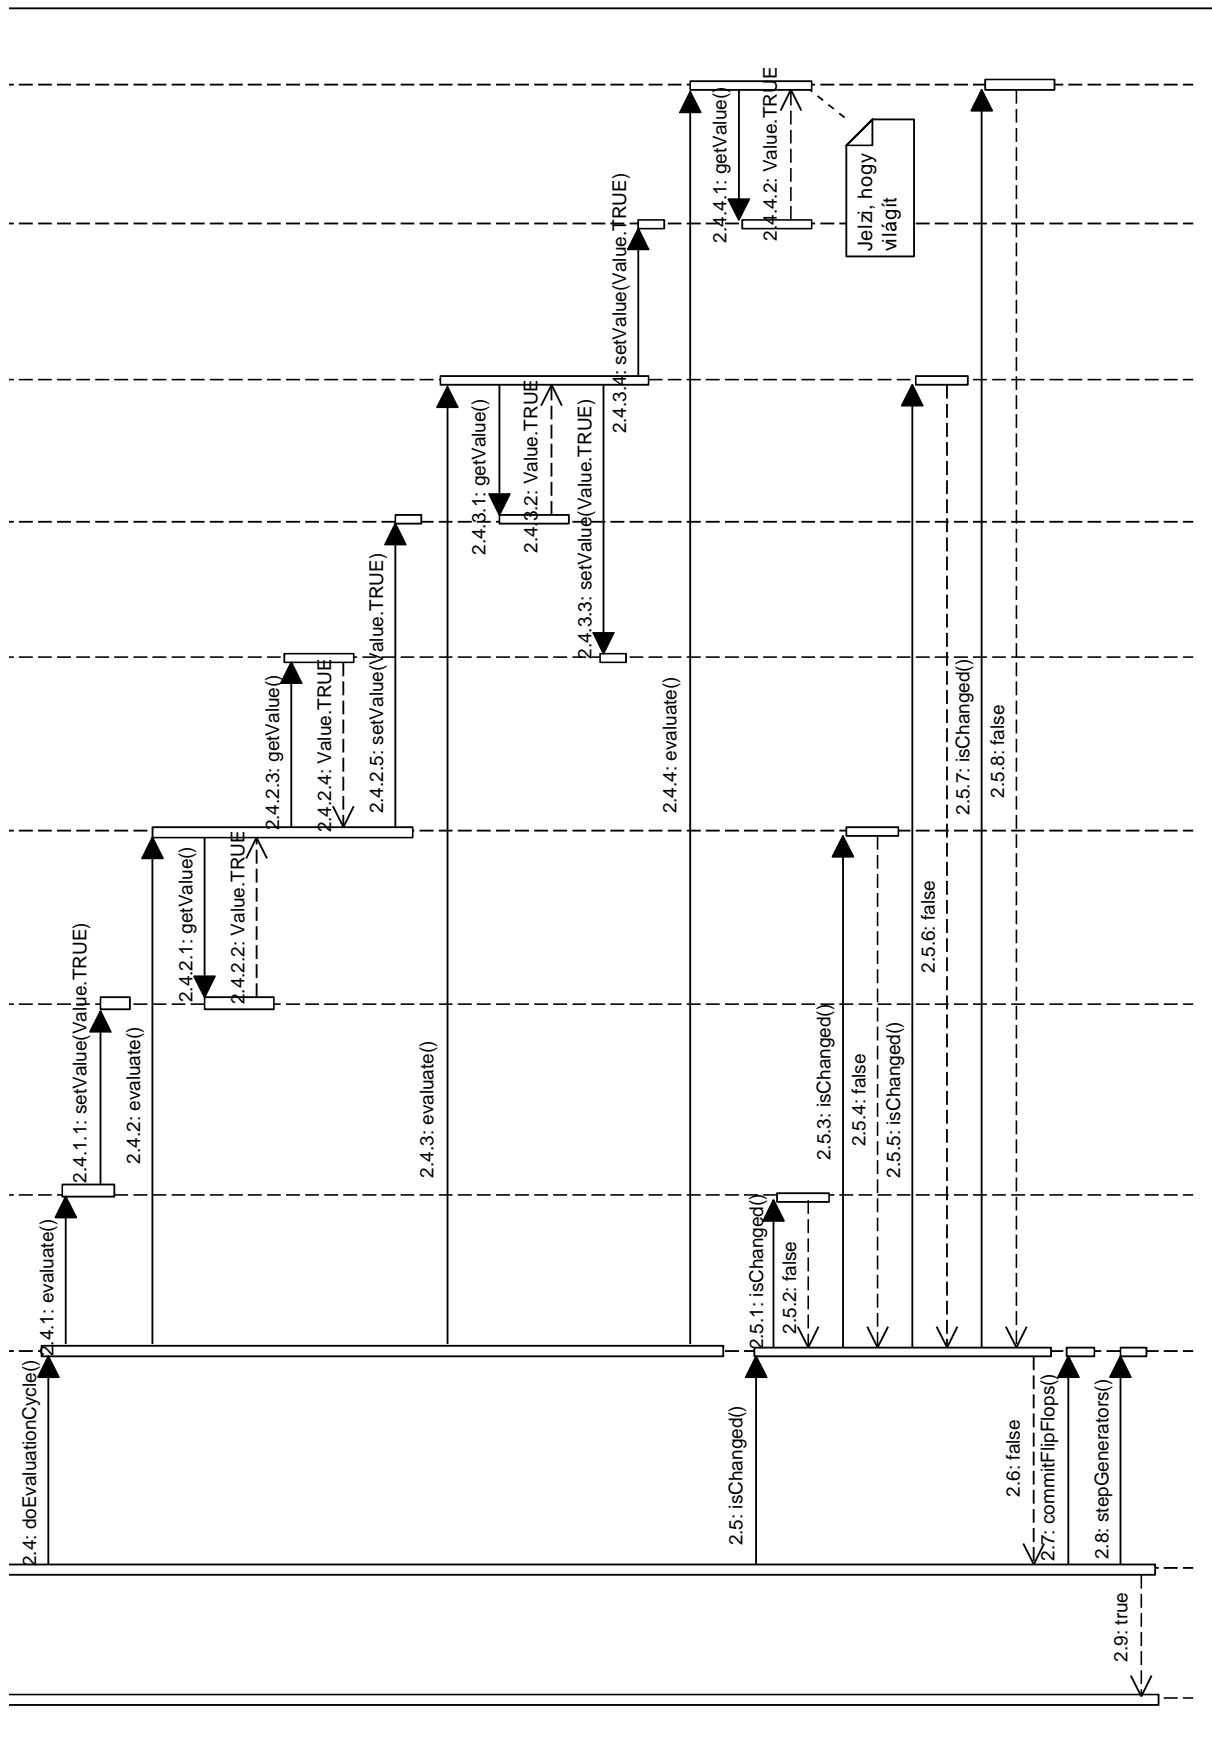 2.4: doEvaluationCycle()
2.4.1: evaluate()
2.4.1.1: setValue(Value.TRUE)
2.4.2: evaluate()
2.4.2.1: getValue()
2.4.2.2: Value.TRUE
2.4.2.3: getValue()
2.4.2.4: Value.TRUE
2.4.2.5: setValue(Value.TRUE)
2.4.3: evaluate()
2.4.3.1: getValue()
2.4.3.2: Value.TRUE
2.4.3.3: setValue(Value.TRUE)
2.4.3.4: setValue(Value.TRUE)
2.4.4: evaluate()
2.4.4.1: getValue()
2.4.4.2: Value.TRUE
Jelzi, hogy
világít
2.5: isChanged()
2.5.1: isChanged()
2.5.2: false
2.5.3: isChanged()
2.5.4: false
2.5.5: isChanged()
2.5.6: false
2.5.7: isChanged()
2.5.8: false
2.6: false
2.7: commitFlipFlops()
2.8: stepGenerators()
2.9: true